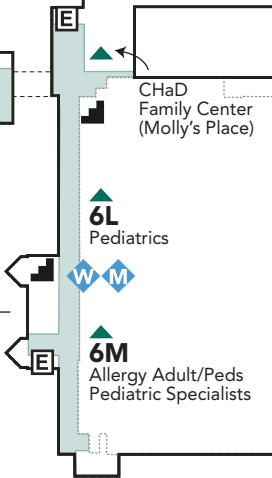 E
CHaD
Family Center
(Molly's Place)
6L
Pediatrics
W M
6M
E
Allergy Adult/Peds
Pediatric Specialists